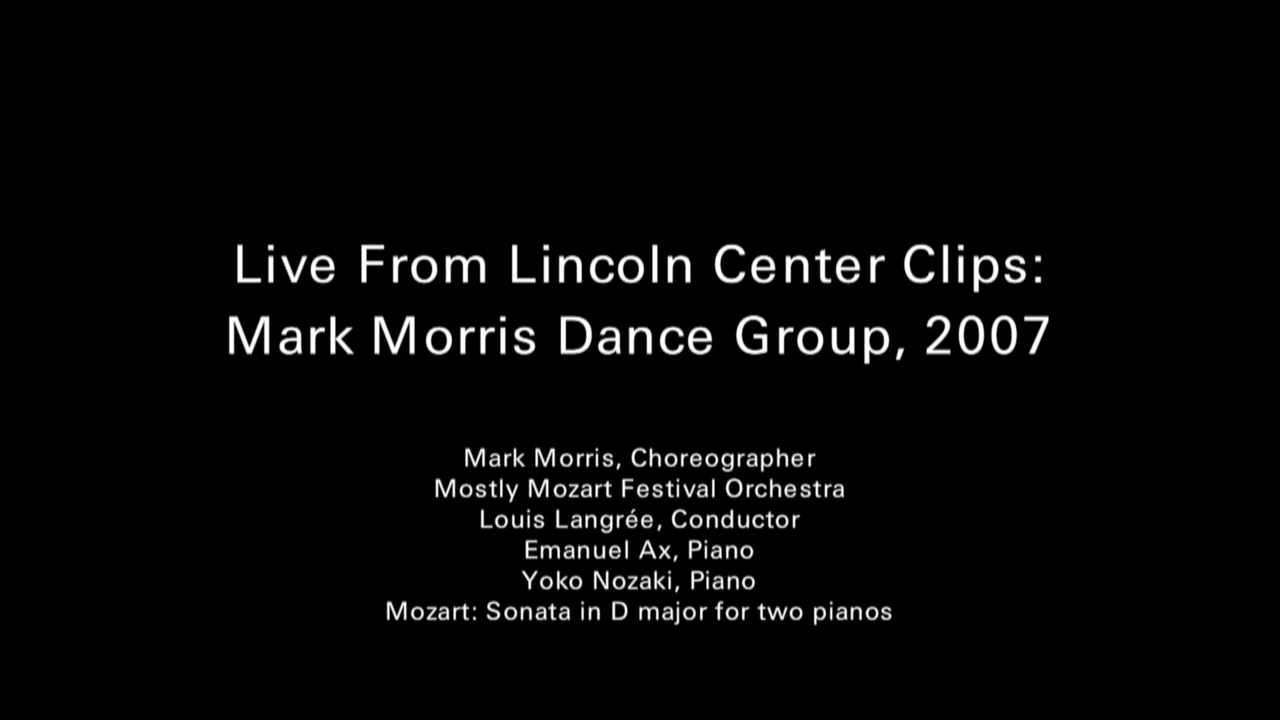 Live From Lincoln Center Clips:
Mark Morris Dance Group, 2007
Mark Morris, Choreographer
Mostly Mozart Festival Orchestra
Louis Langrée, Conductor
Emanuel Ax, Piano
Yoko Nozaki, Piano
Mozart: Sonata in D major for two pianos